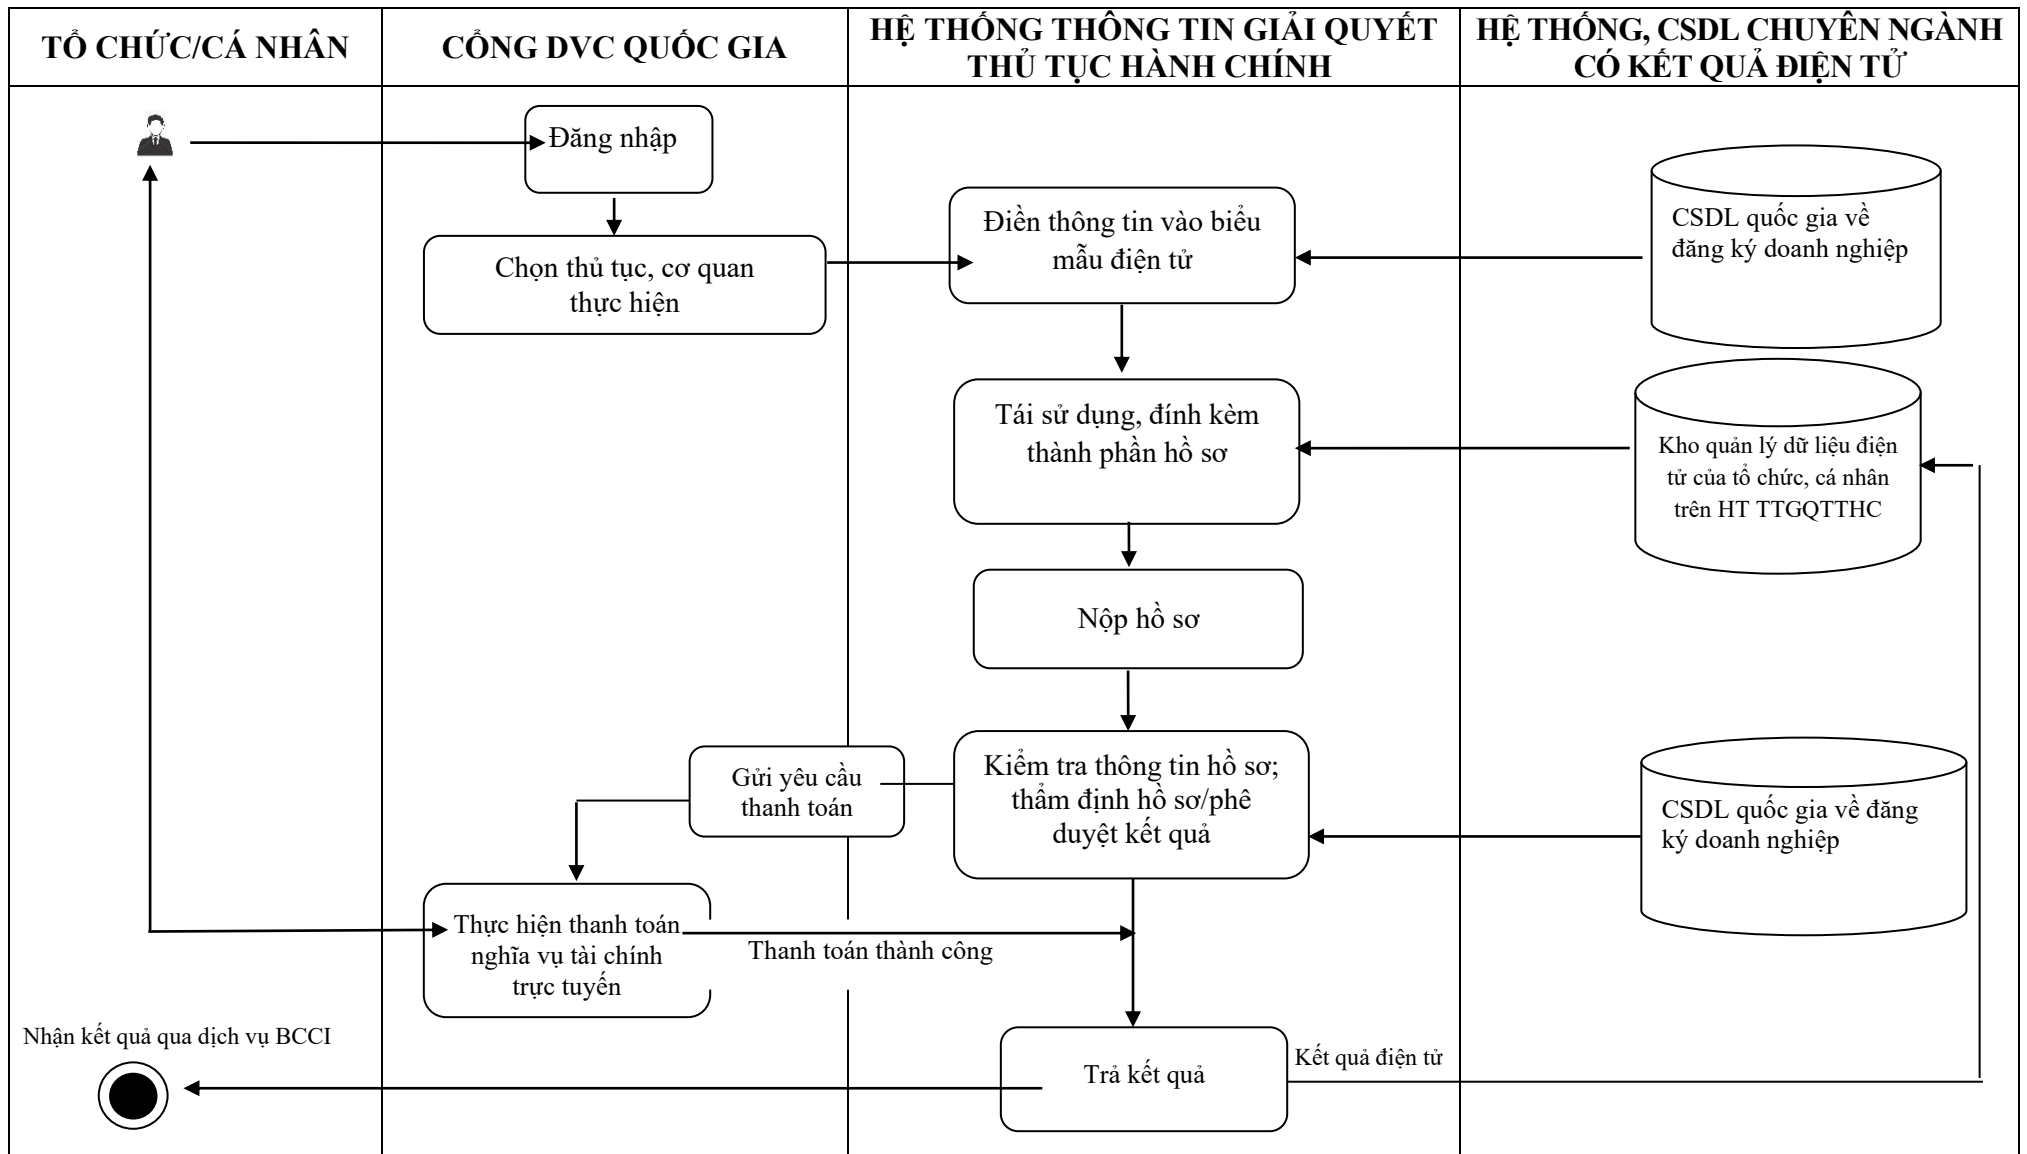 TỔ CHỨC/CÁ NHÂN
CỔNG DVC QUỐC GIA
HỆ THỐNG THÔNG TIN GIẢI QUYẾT
THỦ TỤC HÀNH CHÍNH
HỆ THỐNG, CSDL CHUYÊN NGÀNH
CÓ KẾT QUẢ ĐIỆN TỬ
Đăng nhập
Chọn thủ tục, cơ quan
thực hiện
Điền thông tin vào biểu
mẫu điện tử
CSDL quốc gia về
đăng ký doanh nghiệp
Tái sử dụng, đính kèm
thành phần hồ sơ
Kho quản lý dữ liệu điện
tử của tổ chức, cá nhân
trên HT TTGQTTHC
Nộp hồ sơ
Gửi yêu cầu
thanh toán
Kiểm tra thông tin hồ sơ;
thẩm định hồ sơ/phê
duyệt kết quả
CSDL quốc gia về đăng
ký doanh nghiệp
Thực hiện thanh toán
nghĩa vụ tài chính
trực tuyến
Thanh toán thành công
Nhận kết quả qua dịch vụ BCCI
Trả kết quả
Kết quả điện tử